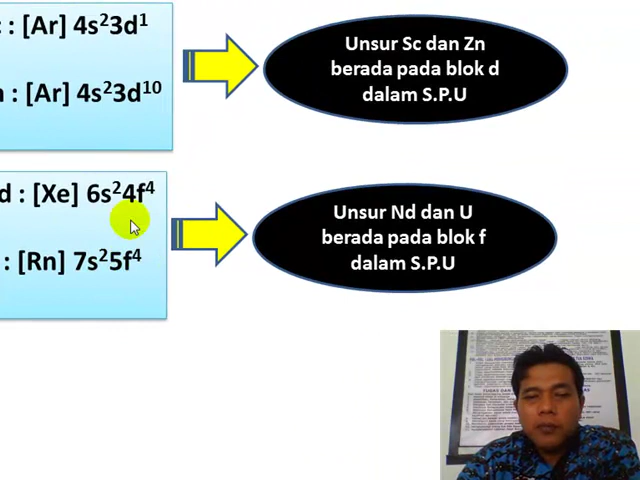 : [Ar] 4s²3d¹
: [Ar] 4s²3d¹⁰
Unsur Sc dan Zn
berada pada blok d
dalam S.P.U
d : [Xe] 6s²4f⁴
: [Rn] 7s²5f⁴
Unsur Nd dan U
berada pada blok f
dalam S.P.U